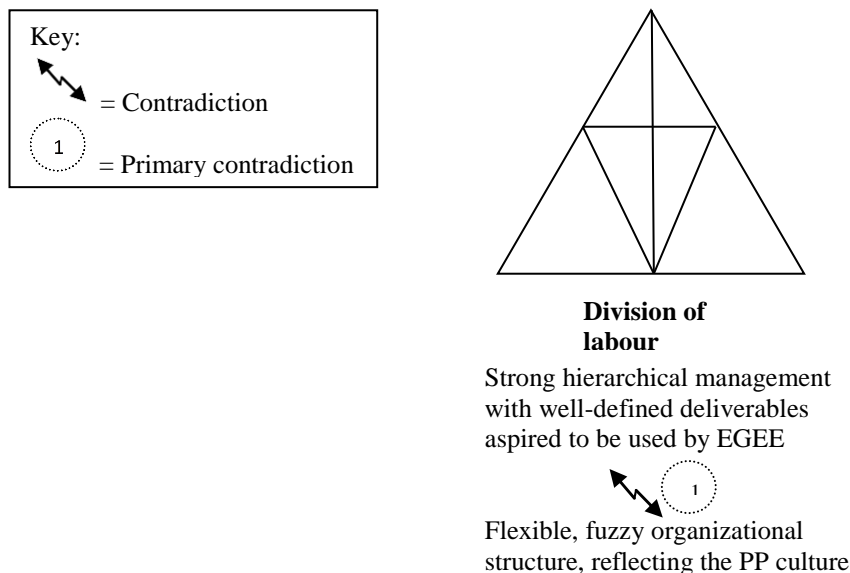 Key:
= Contradiction
1
= Primary contradiction
Division of
labour
Strong hierarchical management
with well-defined deliverables
aspired to be used by EGEE
1
Flexible, fuzzy organizational
structure, reflecting the PP culture